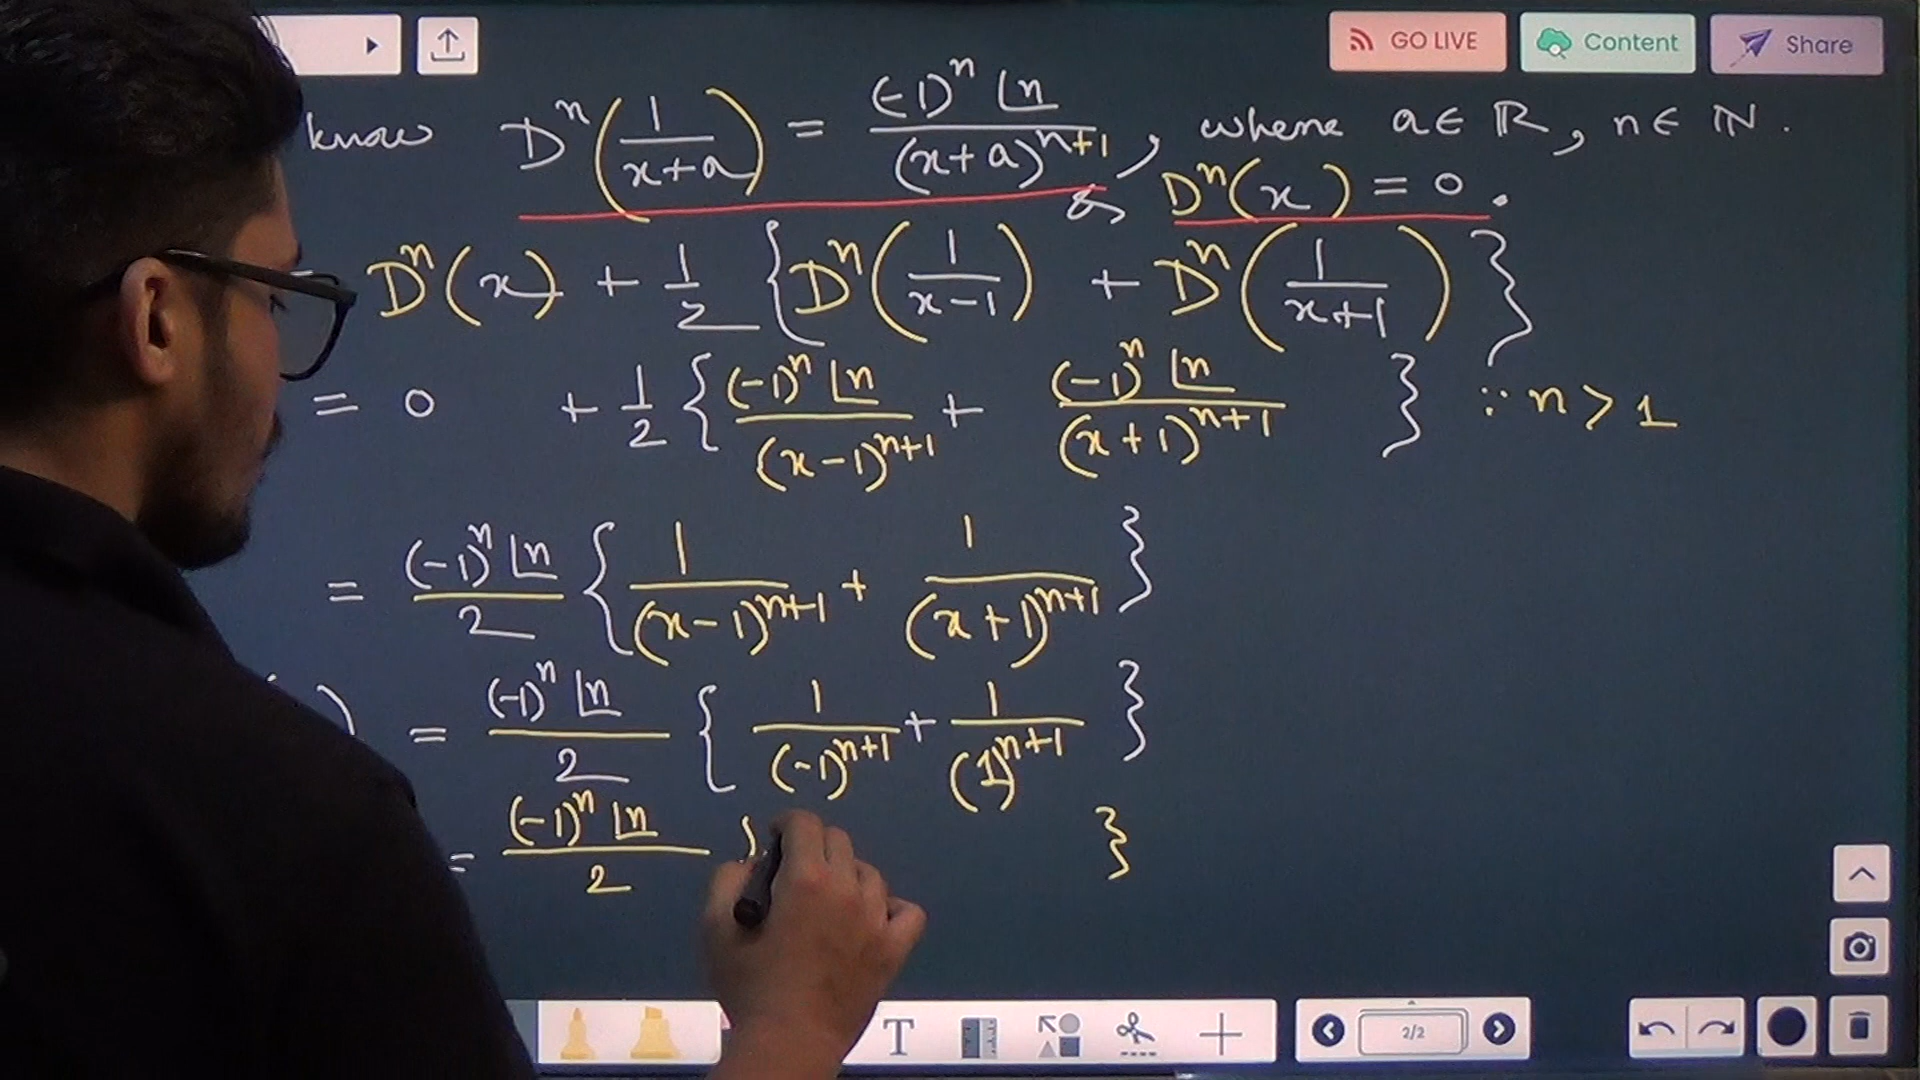 GO LIVE Content Share
know Dⁿ(1/(x+a)) = (-1)ⁿ ⌊n / (x+a)ⁿ⁺¹, where a ∈ ℝ, n ∈ ℕ.
& Dⁿ(x) = 0.
Dⁿ(x) + 1/2 {Dⁿ(1/(x-1)) + Dⁿ(1/(x+1))}
= 0 + 1/2 {(-1)ⁿ ⌊n / (x-1)ⁿ⁺¹ + (-1)ⁿ ⌊n / (x+1)ⁿ⁺¹} ∵ n > 1
= (-1)ⁿ ⌊n / 2 {1/(x-1)ⁿ⁺¹ + 1/(x+1)ⁿ⁺¹}
) = (-1)ⁿ ⌊n / 2 {1/(-1)ⁿ⁺¹ + 1/(1)ⁿ⁺¹}
= (-1)ⁿ ⌊n / 2 { }
T 2/2